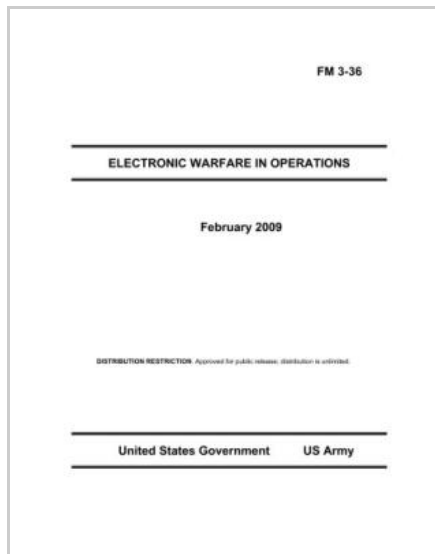 FM 3-36
ELECTRONIC WARFARE IN OPERATIONS
February 2009
DISTRIBUTION RESTRICTION: Approved for public release; distribution is unlimited.
United States Government US Army